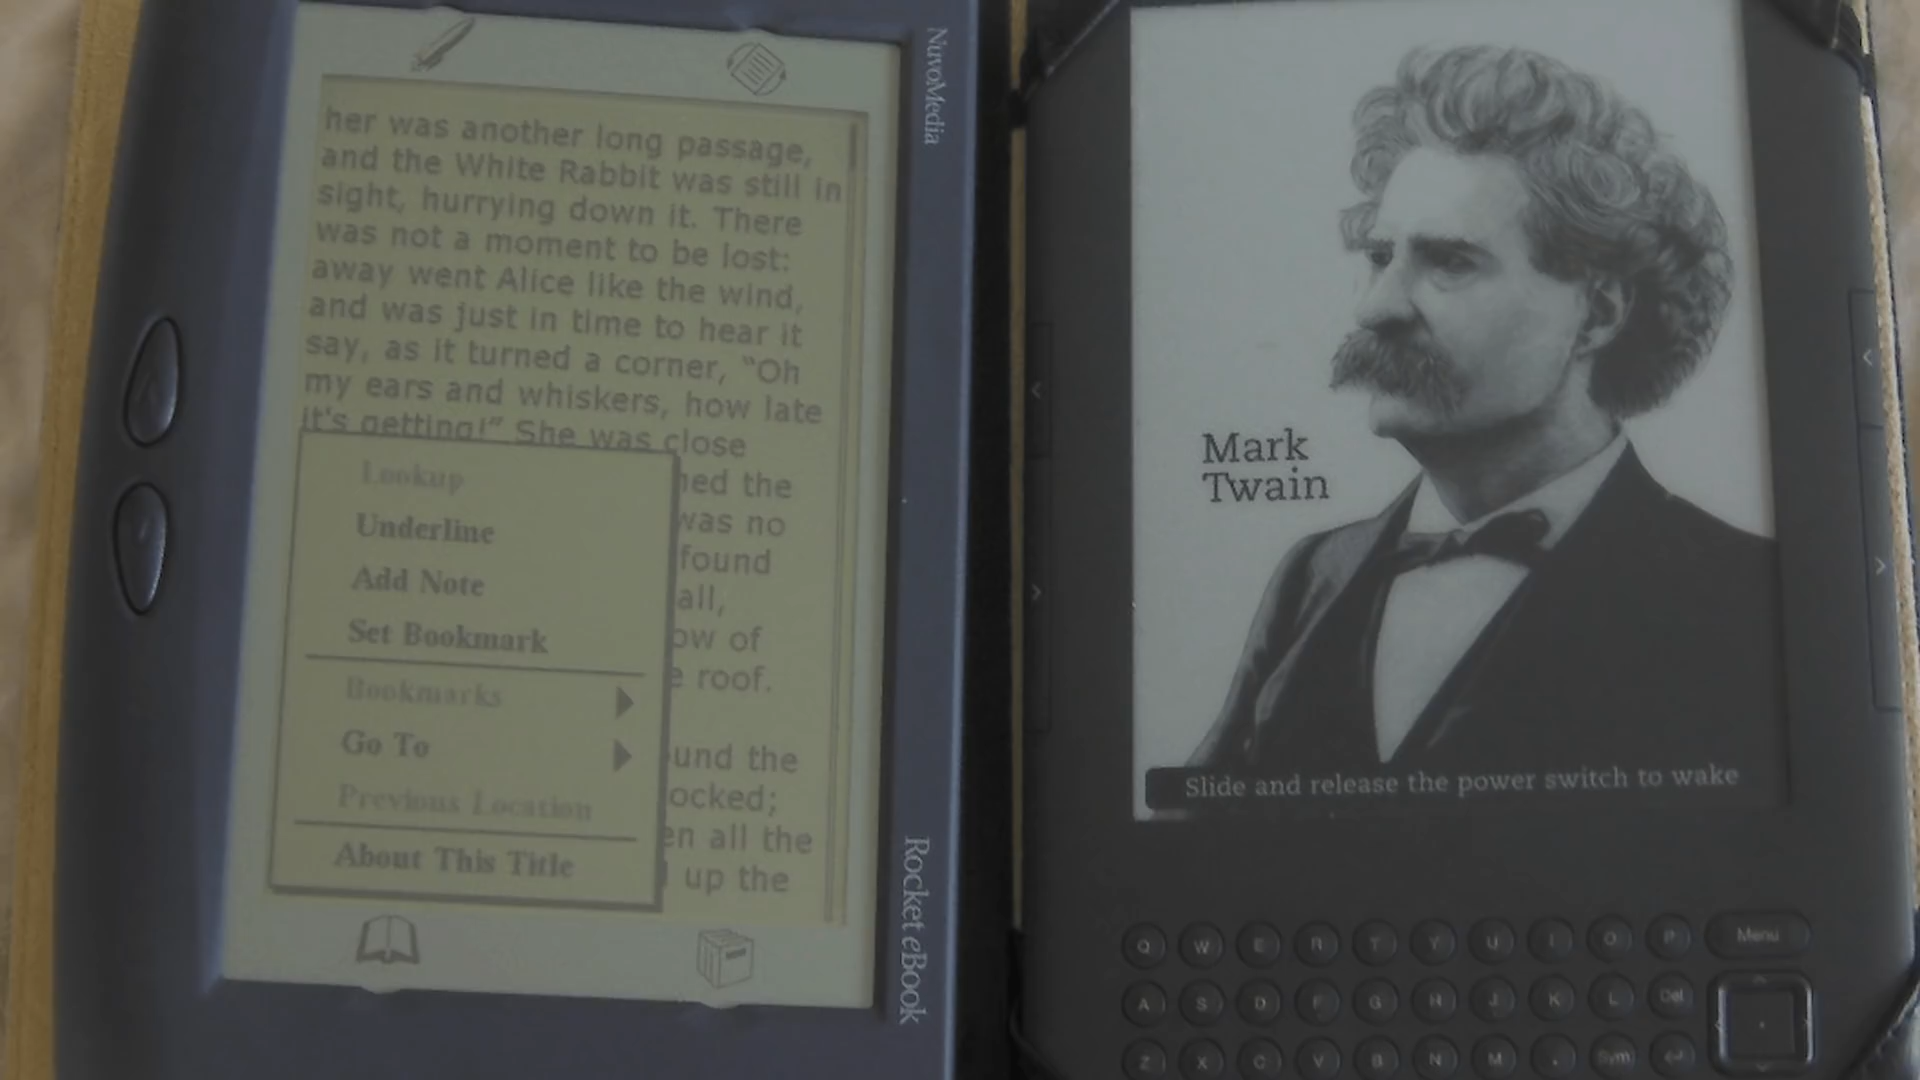 her was another long passage,
and the White Rabbit was still in
sight, hurrying down it. There
was not a moment to be lost:
away went Alice like the wind,
and was just in time to hear it
say, as it turned a corner, “Oh
my ears and whiskers, how late
it's getting!” She was close
ned the
was no
found
all,
ow of
e roof.
und the
ocked;
en all the
up the
Lookup
Underline
Add Note
Set Bookmark
Bookmarks
Go To
Previous Location
About This Title
NuvoMedia
Rocket eBook
Mark
Twain
Slide and release the power switch to wake
Q W E R T Y U I O P Menu
A S D F G H J K L Del
Z X C V B N M . Sym